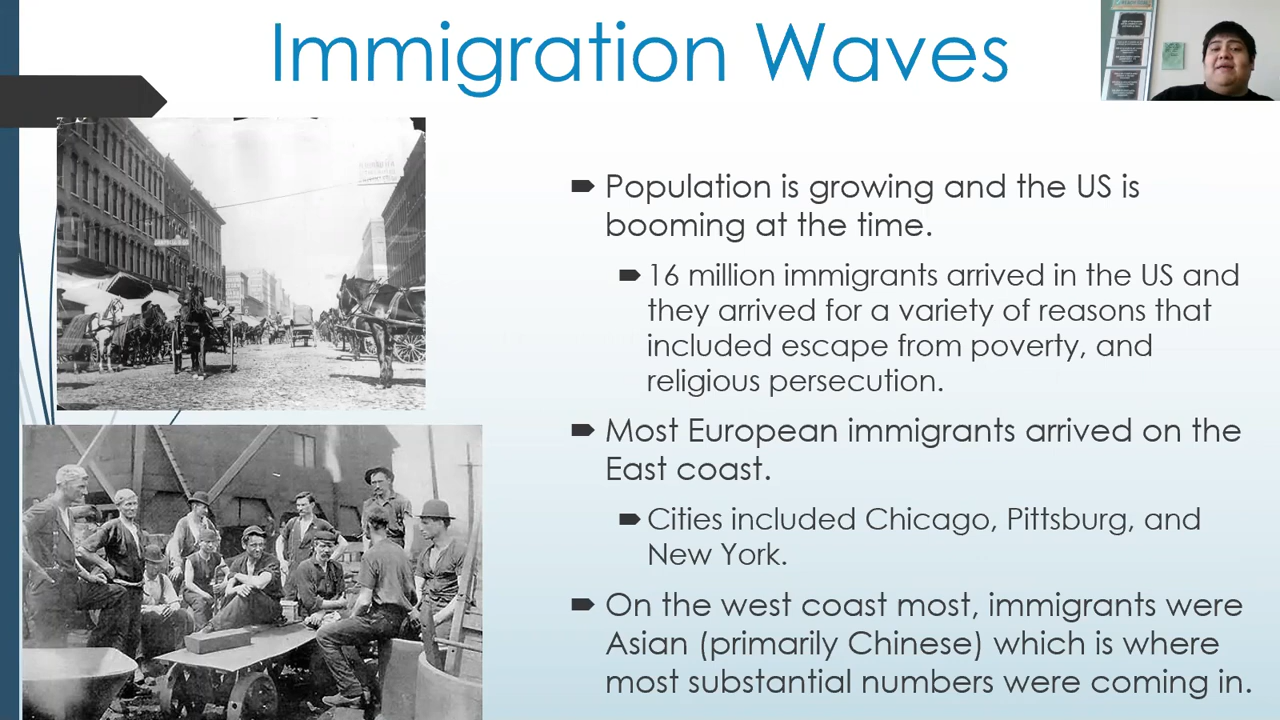 Immigration Waves
Population is growing and the US is
booming at the time.
16 million immigrants arrived in the US and
they arrived for a variety of reasons that
included escape from poverty, and
religious persecution.
Most European immigrants arrived on the
East coast.
Cities included Chicago, Pittsburg, and
New York.
On the west coast most, immigrants were
Asian (primarily Chinese) which is where
most substantial numbers were coming in.